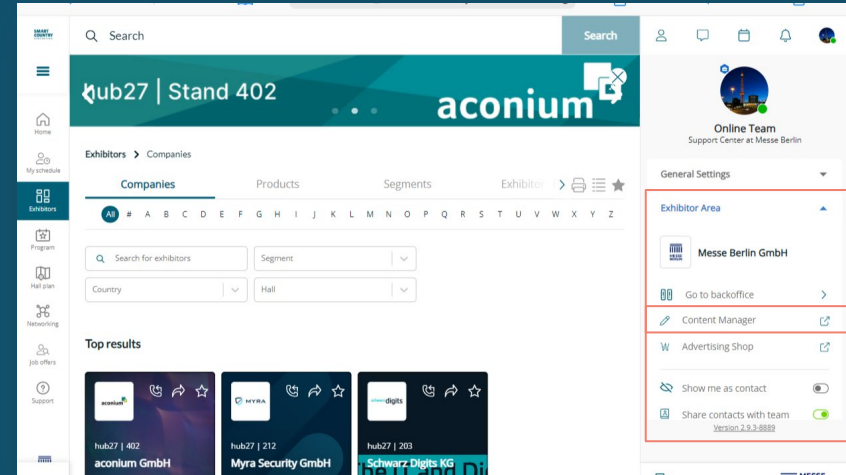 SMART
COUNTRY
Search
Search
hub27 | Stand 402
aconium
Home
My schedule
Exhibitors
Program
Hall plan
Networking
Job offers
Support
Exhibitors > Companies
Companies Products Segments Exhibitor
All # A B C D E F G H I J K L M N O P Q R S T U V W X Y Z
Search for exhibitors Segment
Country Hall
Top results
aconium
MYRA
digits
hub27 | 402
aconium GmbH
hub27 | 212
Myra Security GmbH
hub27 | 203
Schwarz Digits KG
Online Team
Support Center at Messe Berlin
General Settings
Exhibitor Area
MESSE
BERLIN
Messe Berlin GmbH
Go to backoffice
Content Manager
Advertising Shop
Show me as contact
Share contacts with team
Version 2.9.3-8889
MESSE